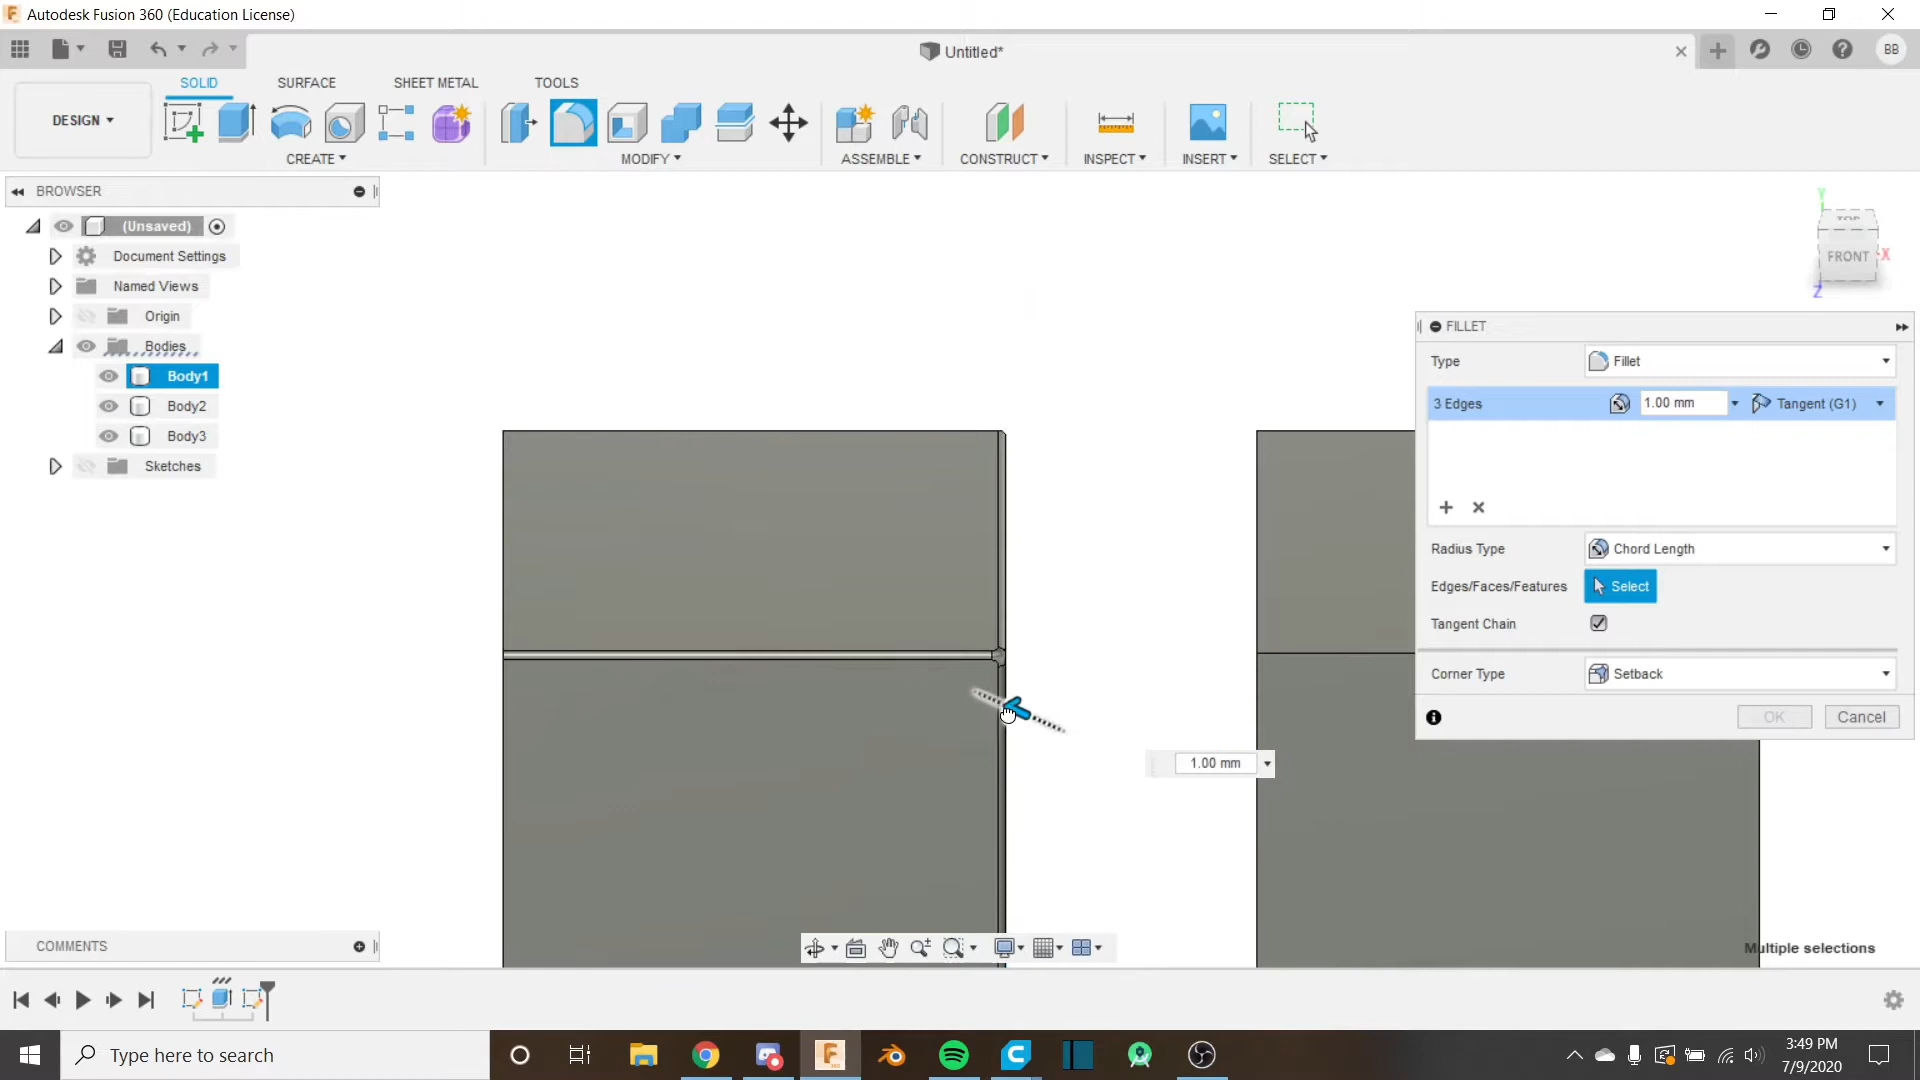 Autodesk Fusion 360 (Education License)
Untitled*
BB
DESIGN
SOLID
SURFACE
SHEET METAL
TOOLS
CREATE
MODIFY
ASSEMBLE
CONSTRUCT
INSPECT
INSERT
SELECT
BROWSER
(Unsaved)
Document Settings
Named Views
Origin
Bodies
Body1
Body2
Body3
Sketches
Y
TOP
FRONT
X
Z
FILLET
Type
Fillet
3 Edges
1.00 mm
Tangent (G1)
Radius Type
Chord Length
Edges/Faces/Features
Select
Tangent Chain
Corner Type
Setback
OK
Cancel
1.00 mm
COMMENTS
Multiple selections
Type here to search
3:49 PM
7/9/2020